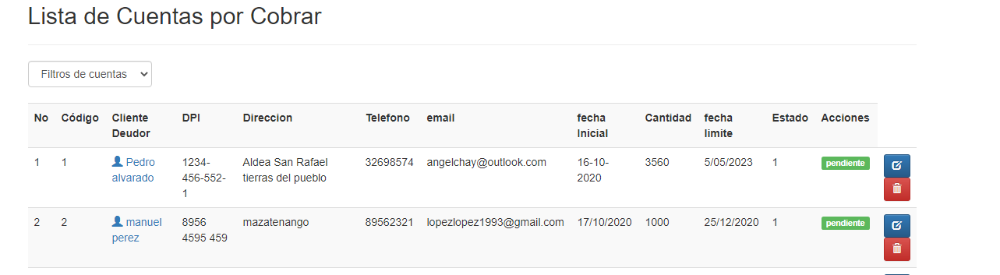 Lista de Cuentas por Cobrar
Filtros de cuentas
No Código Cliente DPI Direccion Telefono email fecha Cantidad fecha Estado Acciones
Deudor Inicial limite
1 1 Pedro 1234- Aldea San Rafael 32698574 angelchay@outlook.com 16-10- 3560 5/05/2023 1 pendiente
alvarado 456-552- tierras del pueblo 2020
1
2 2 manuel 8956 mazatenango 89562321 lopezlopez1993@gmail.com 17/10/2020 1000 25/12/2020 1 pendiente
perez 4595 459